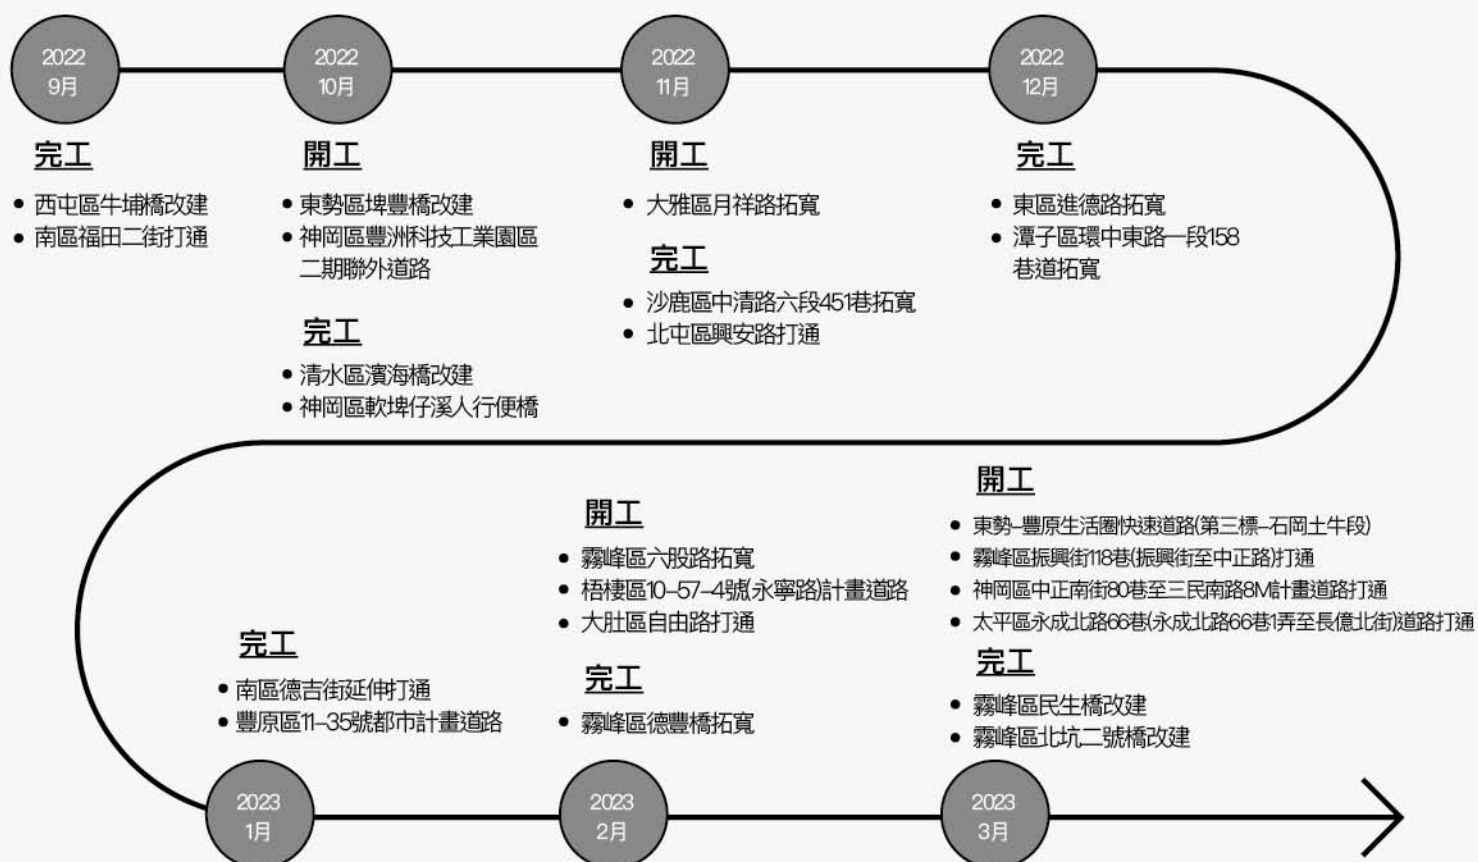 2022
9月
完工
• 西屯區牛埔橋改建
• 南區福田二街打通
2022
10月
開工
• 東勢區埤豐橋改建
• 神岡區豐洲科技工業園區
二期聯外道路
完工
• 清水區濱海橋改建
• 神岡區軟埤仔溪人行便橋
2022
11月
開工
• 大雅區月祥路拓寬
完工
• 沙鹿區中清路六段451巷拓寬
• 北屯區興安路打通
2022
12月
完工
• 東區進德路拓寬
• 潭子區環中東路一段158
巷道拓寬
完工
• 南區德吉街延伸打通
• 豐原區11–35號都市計畫道路
2023
1月
開工
• 霧峰區六股路拓寬
• 梧棲區10–57–4號(永寧路)計畫道路
• 大肚區自由路打通
完工
• 霧峰區德豐橋拓寬
2023
2月
開工
• 東勢–豐原生活圈快速道路(第三標–石岡土牛段)
• 霧峰區振興街118巷(振興街至中正路)打通
• 神岡區中正南街80巷至三民南路8M計畫道路打通
• 太平區永成北路66巷(永成北路66巷1弄至長億北街)道路打通
完工
• 霧峰區民生橋改建
• 霧峰區北坑二號橋改建
2023
3月